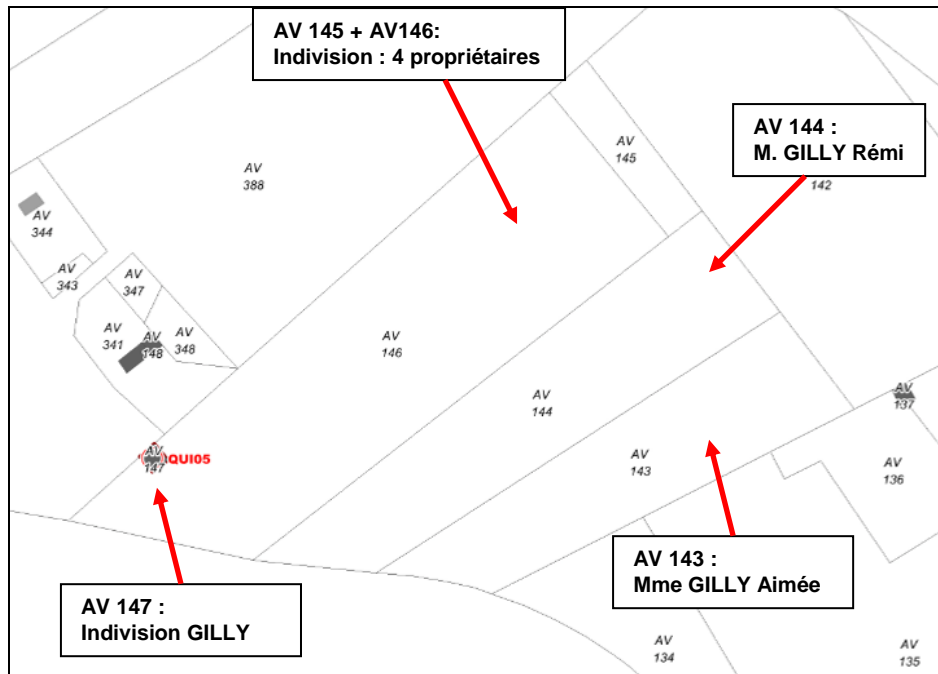 AV 145 + AV146:
Indivision : 4 propriétaires
AV 144 :
M. GILLY Rémi
AV
145
142
AV
388
AV
344
AV
343
AV
347
AV
341
AV
148
AV
348
AV
146
AV
144
AV
137
AV
147
QUI05
AV
143
AV
136
AV 143 :
Mme GILLY Aimée
AV 147 :
Indivision GILLY
AV
134
AV
135